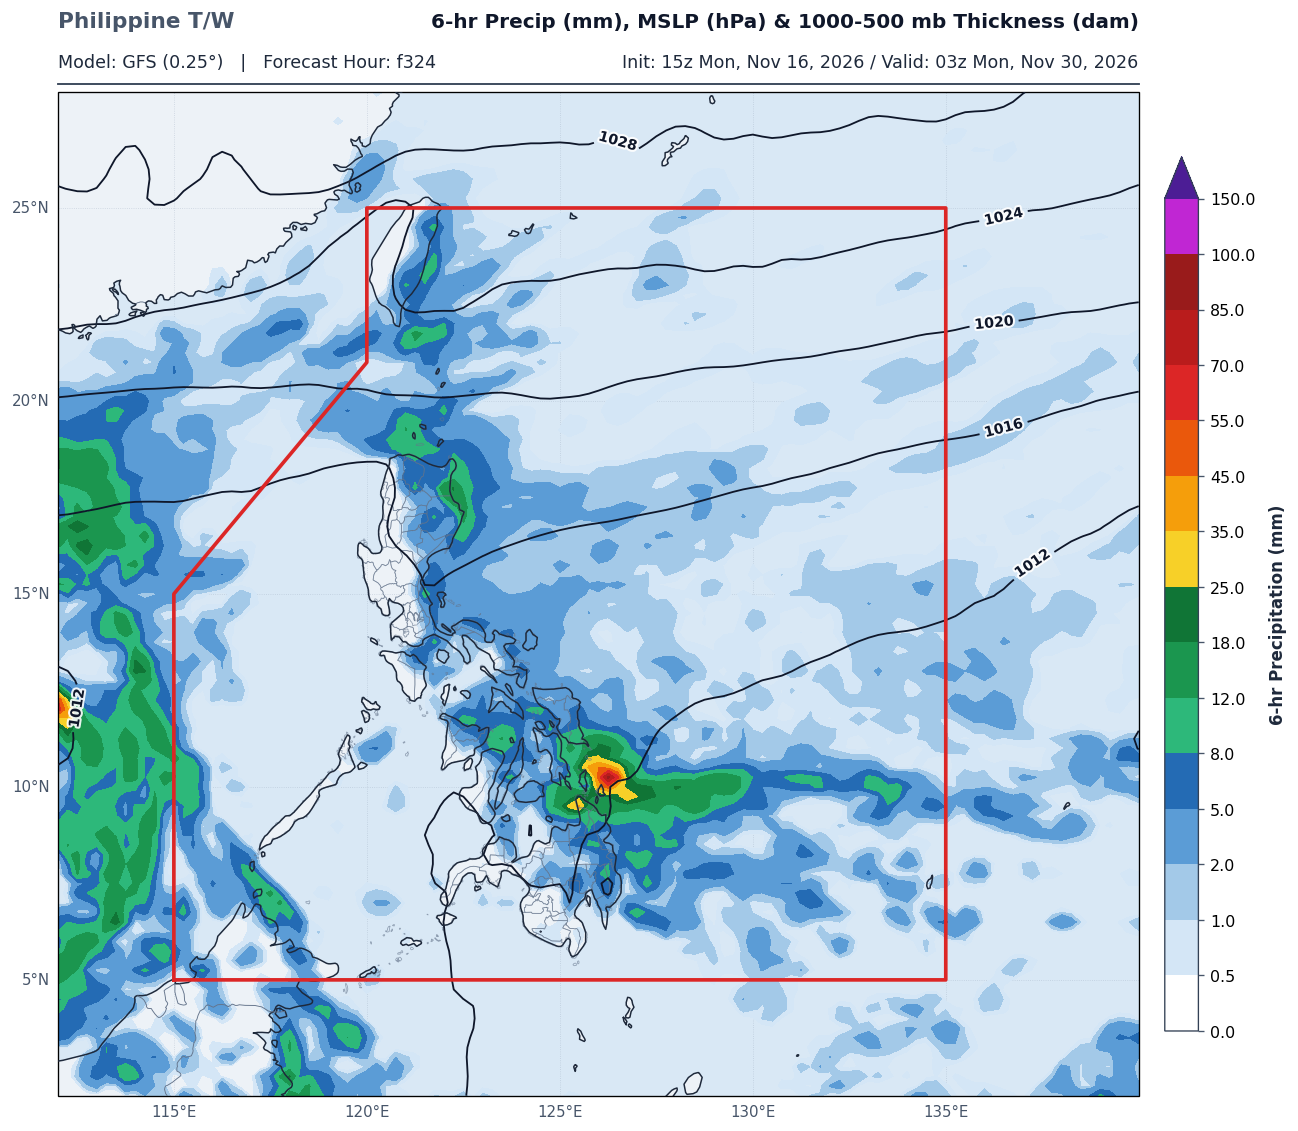 Philippine T/W
6-hr Precip (mm), MSLP (hPa) & 1000-500 mb Thickness (dam)
Model: GFS (0.25°) | Forecast Hour: f324
Init: 15z Mon, Nov 16, 2026 / Valid: 03z Mon, Nov 30, 2026
1028
1024
1020
1016
1012
1012
25°N
20°N
15°N
10°N
5°N
115°E
120°E
125°E
130°E
135°E
150.0
100.0
85.0
70.0
55.0
45.0
35.0
25.0
18.0
12.0
8.0
5.0
2.0
1.0
0.5
0.0
6-hr Precipitation (mm)